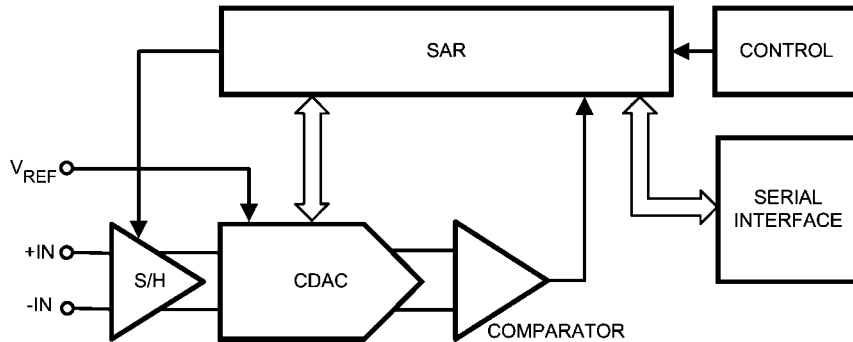 SAR
CONTROL
VREF
SERIAL
INTERFACE
+IN
-IN
S/H
CDAC
COMPARATOR